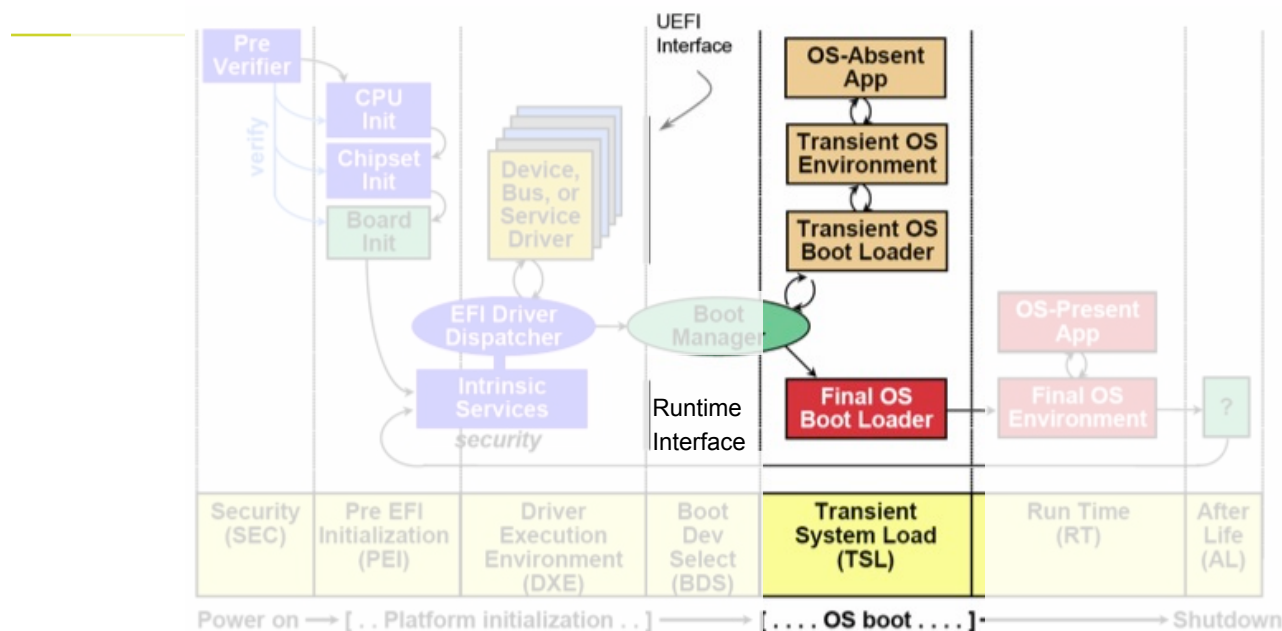 UEFI
Interface
Pre
Verifier
CPU
Init
Chipset
Init
verify
Board
Init
Device,
Bus, or
Service
Driver
OS-Absent
App
Transient OS
Environment
Transient OS
Boot Loader
EFI Driver
Dispatcher
Boot
Manager
OS-Present
App
Intrinsic
Services
security
Runtime
Interface
Final OS
Boot Loader
Final OS
Environment
?
Security
(SEC)
Pre EFI
Initialization
(PEI)
Driver
Execution
Environment
(DXE)
Boot
Dev
Select
(BDS)
Transient
System Load
(TSL)
Run Time
(RT)
After
Life
(AL)
Power on [ . . Platform initialization . . ] [ . . . . OS boot . . . . ] Shutdown